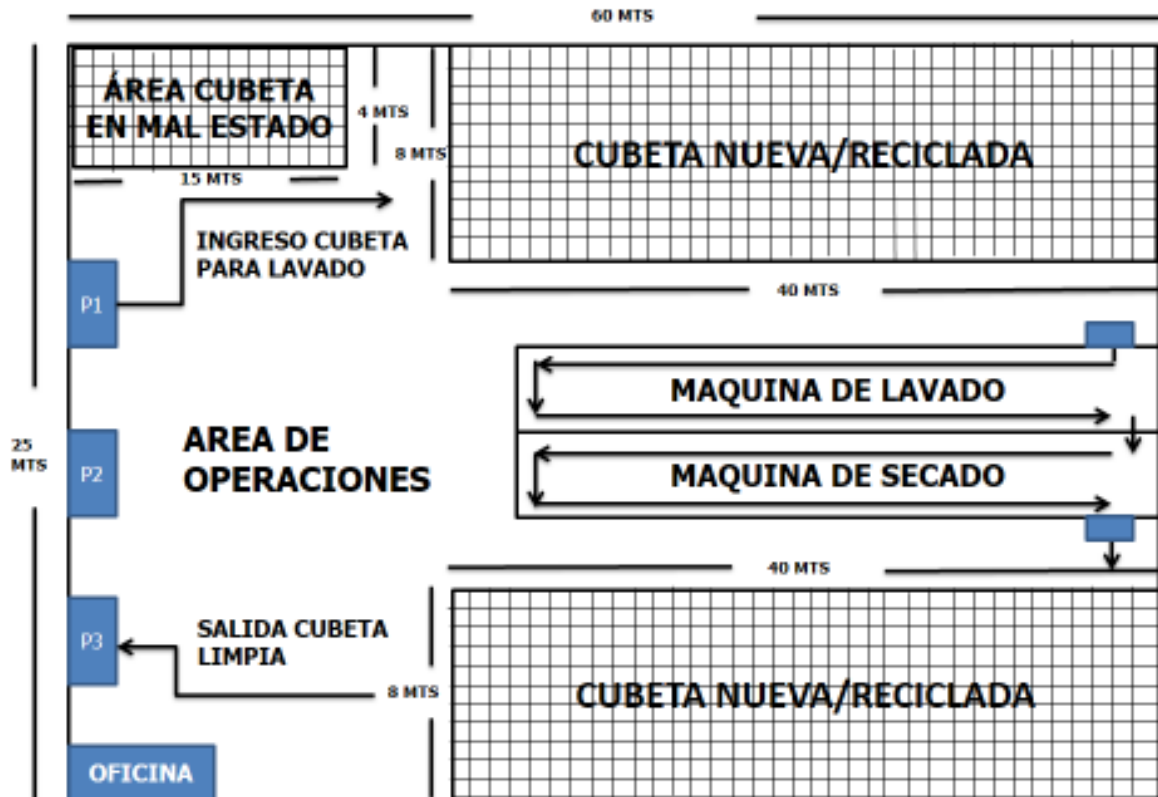 60 MTS
ÁREA CUBETA
EN MAL ESTADO
4 MTS
8 MTS
CUBETA NUEVA/RECICLADA
15 MTS
INGRESO CUBETA
PARA LAVADO
P1
40 MTS
MAQUINA DE LAVADO
25
MTS
P2
AREA DE
OPERACIONES
MAQUINA DE SECADO
40 MTS
P3
SALIDA CUBETA
LIMPIA
8 MTS
CUBETA NUEVA/RECICLADA
OFICINA